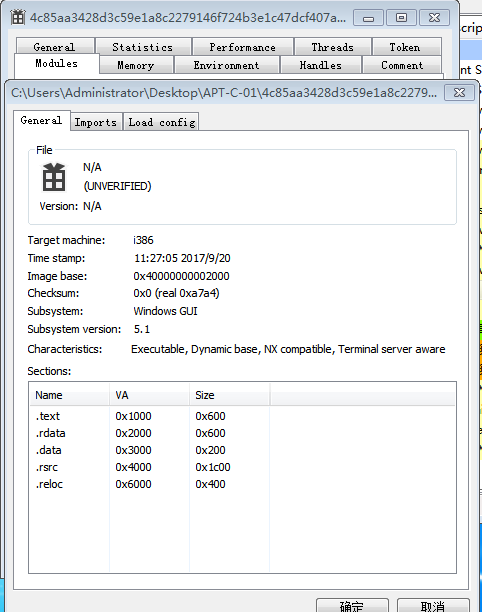 4c85aa3428d3c59e1a8c2279146f724b3e1c47dcf407a...
General Statistics Performance Threads Token
Modules Memory Environment Handles Comment
C:\Users\Administrator\Desktop\APT-C-01\4c85aa3428d3c59e1a8c2279...
General Imports Load config
File
N/A
(UNVERIFIED)
Version: N/A
Target machine: i386
Time stamp: 11:27:05 2017/9/20
Image base: 0x40000000002000
Checksum: 0x0 (real 0xa7a4)
Subsystem: Windows GUI
Subsystem version: 5.1
Characteristics: Executable, Dynamic base, NX compatible, Terminal server aware
Sections:
Name VA Size
.text 0x1000 0x600
.rdata 0x2000 0x600
.data 0x3000 0x200
.rsrc 0x4000 0x1c00
.reloc 0x6000 0x400
确定 取消